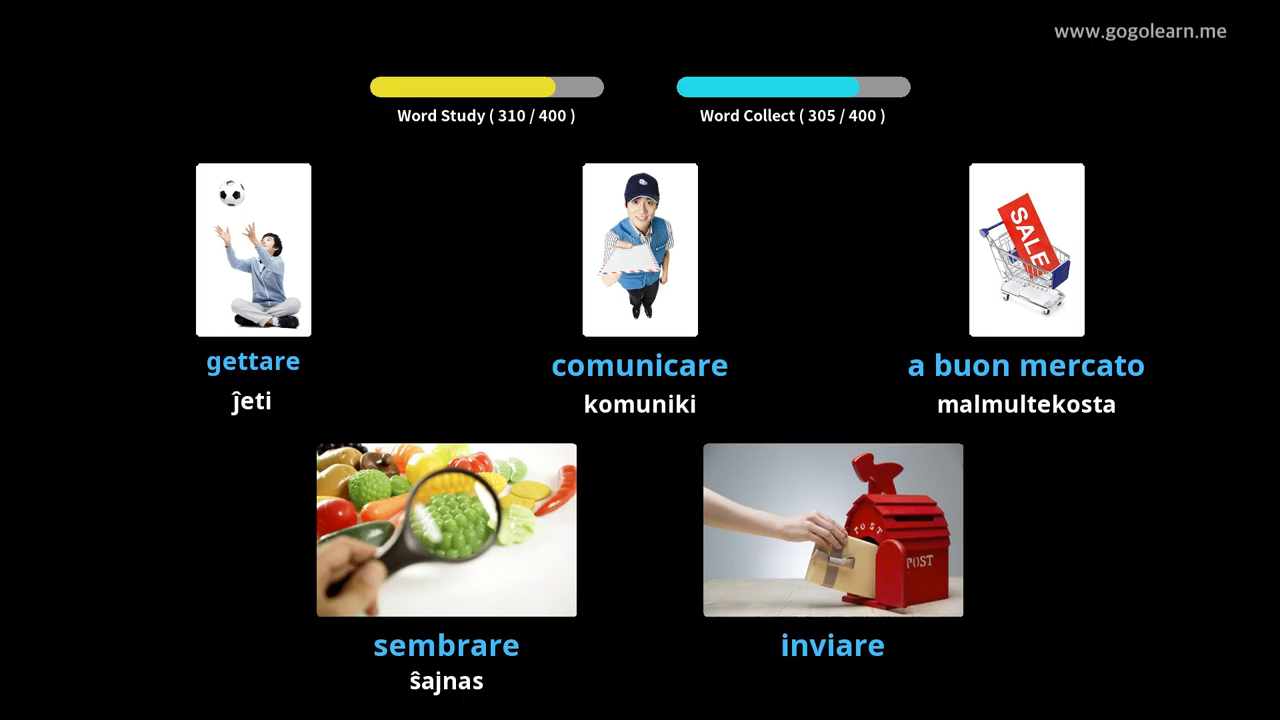 www.gogolearn.me
Word Study ( 310 / 400 )
Word Collect ( 305 / 400 )
SALE
gettare
ĵeti
comunicare
komuniki
a buon mercato
malmultekosta
POST
POST
sembrare
ŝajnas
inviare